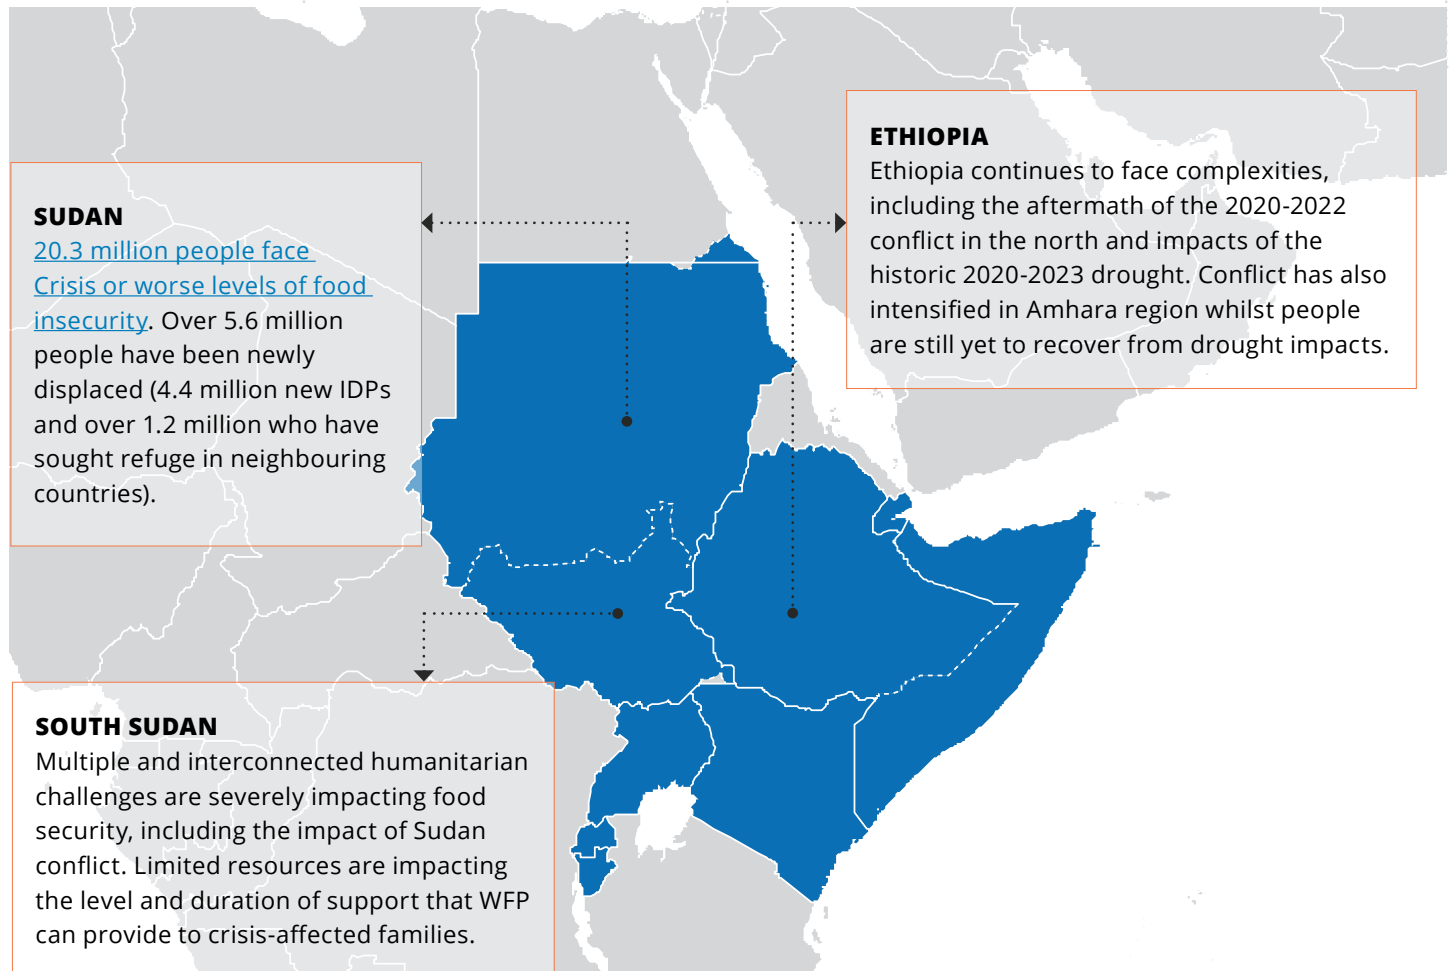 SUDAN
20.3 million people face
Crisis or worse levels of food
insecurity. Over 5.6 million
people have been newly
displaced (4.4 million new IDPs
and over 1.2 million who have
sought refuge in neighbouring
countries).
ETHIOPIA
Ethiopia continues to face complexities,
including the aftermath of the 2020-2022
conflict in the north and impacts of the
historic 2020-2023 drought. Conflict has also
intensified in Amhara region whilst people
are still yet to recover from drought impacts.
SOUTH SUDAN
Multiple and interconnected humanitarian
challenges are severely impacting food
security, including the impact of Sudan
conflict. Limited resources are impacting
the level and duration of support that WFP
can provide to crisis-affected families.